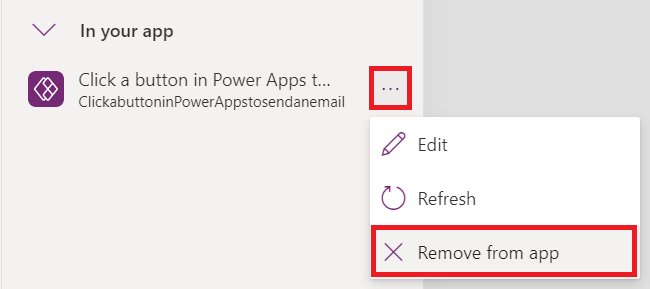 In your app
Click a button in Power Apps t...
ClickabuttoninPowerAppstosendanemail
...
Edit
Refresh
Remove from app